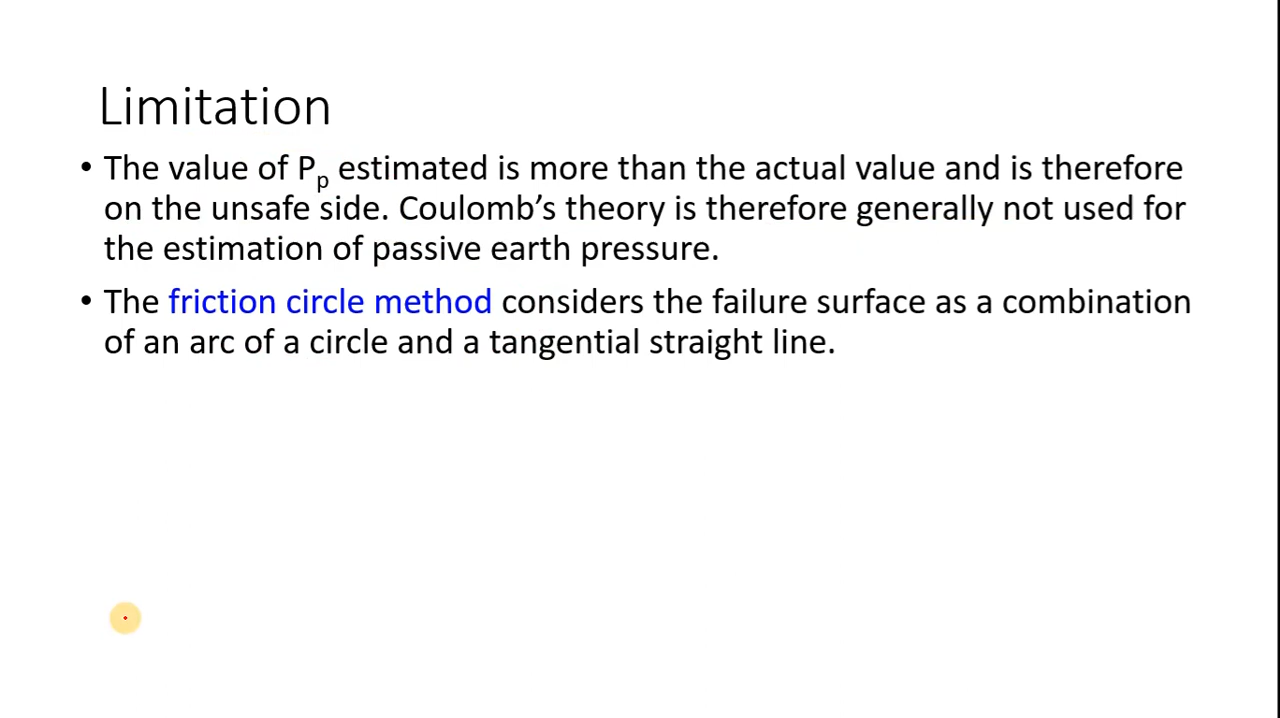 Limitation
• The value of Pp estimated is more than the actual value and is therefore
on the unsafe side. Coulomb’s theory is therefore generally not used for
the estimation of passive earth pressure.
• The friction circle method considers the failure surface as a combination
of an arc of a circle and a tangential straight line.